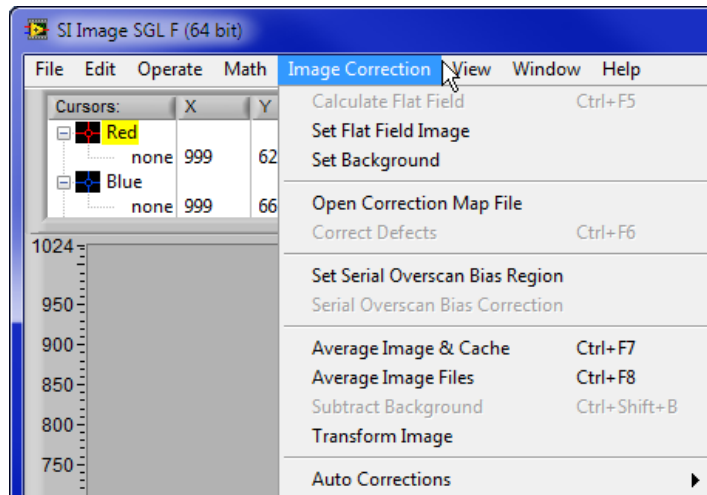 SI Image SGL F (64 bit)
File Edit Operate Math Image Correction View Window Help
Cursors: X Y
Red
none 999 62
Blue
none 999 66
1024
950
900
850
800
750
Calculate Flat Field Ctrl+F5
Set Flat Field Image
Set Background
Open Correction Map File
Correct Defects Ctrl+F6
Set Serial Overscan Bias Region
Serial Overscan Bias Correction
Average Image & Cache Ctrl+F7
Average Image Files Ctrl+F8
Subtract Background Ctrl+Shift+B
Transform Image
Auto Corrections